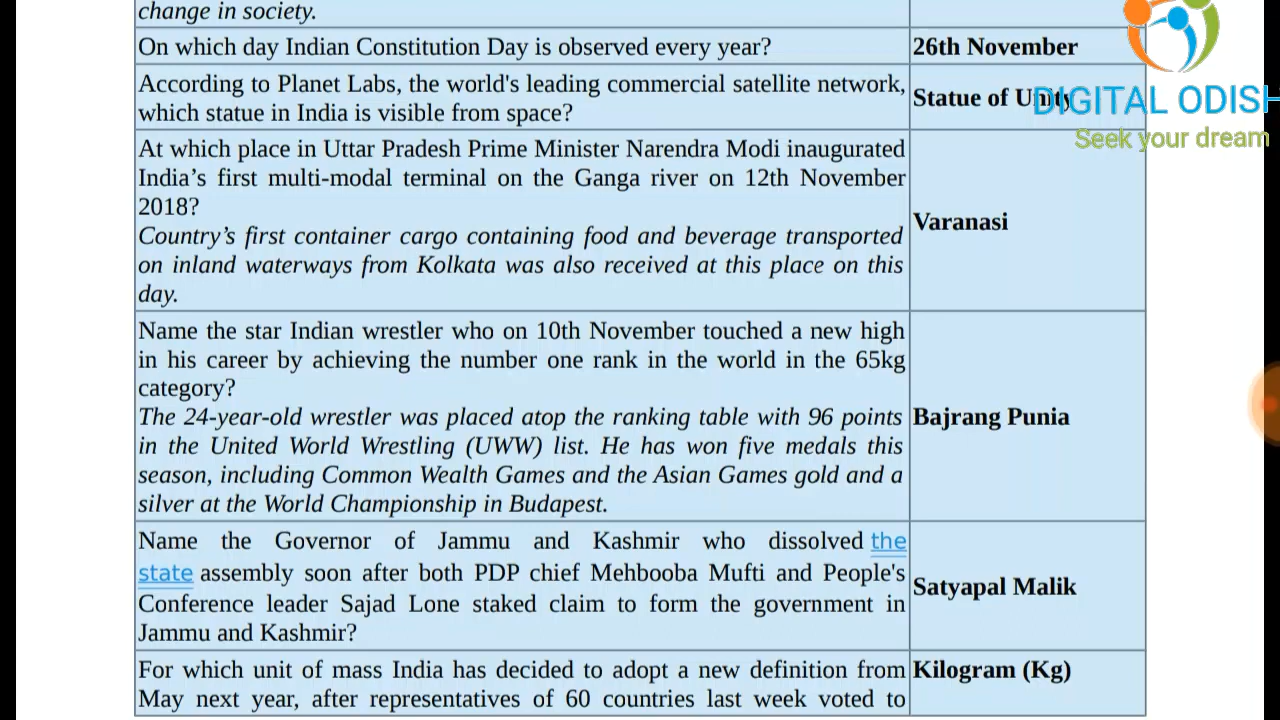 change in society.
On which day Indian Constitution Day is observed every year?
26th November
According to Planet Labs, the world's leading commercial satellite network,
which statue in India is visible from space?
Statue of Unity
DIGITAL ODISH
Seek your dream
At which place in Uttar Pradesh Prime Minister Narendra Modi inaugurated
India’s first multi-modal terminal on the Ganga river on 12th November
2018?
Country’s first container cargo containing food and beverage transported
on inland waterways from Kolkata was also received at this place on this
day.
Varanasi
Name the star Indian wrestler who on 10th November touched a new high
in his career by achieving the number one rank in the world in the 65kg
category?
The 24-year-old wrestler was placed atop the ranking table with 96 points
in the United World Wrestling (UWW) list. He has won five medals this
season, including Common Wealth Games and the Asian Games gold and a
silver at the World Championship in Budapest.
Bajrang Punia
Name the Governor of Jammu and Kashmir who dissolved the
state assembly soon after both PDP chief Mehbooba Mufti and People's
Conference leader Sajad Lone staked claim to form the government in
Jammu and Kashmir?
Satyapal Malik
For which unit of mass India has decided to adopt a new definition from
May next year, after representatives of 60 countries last week voted to
Kilogram (Kg)